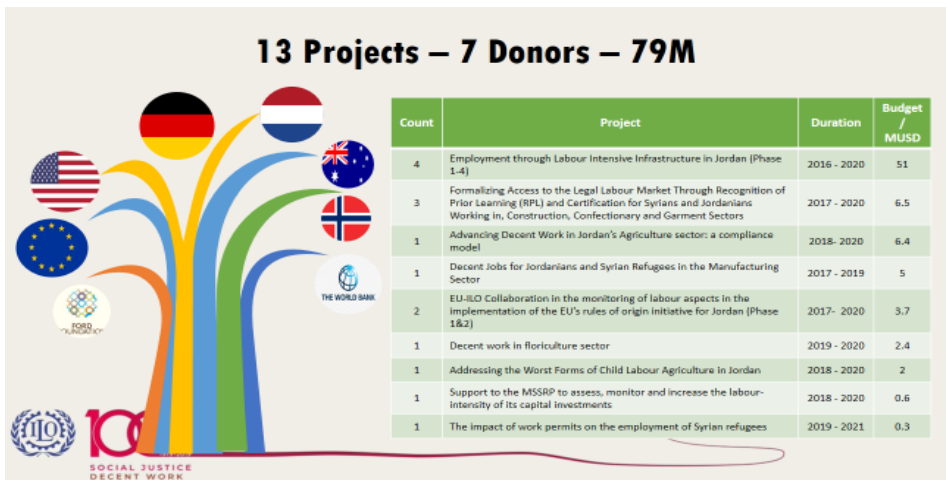 13 Projects – 7 Donors – 79M
Count Project Duration Budget
/
MUSD
4 Employment through Labour Intensive Infrastructure in Jordan (Phase
1-4) 2016 - 2020 51
3 Formalizing Access to the Legal Labour Market Through Recognition of
Prior Learning (RPL) and Certification for Syrians and Jordanians
Working in, Construction, Confectionary and Garment Sectors 2017 - 2020 6.5
1 Advancing Decent Work in Jordan's Agriculture sector: a compliance
model 2018- 2020 6.4
1 Decent Jobs for Jordanians and Syrian Refugees in the Manufacturing
Sector 2017 - 2019 5
2 EU-ILO Collaboration in the monitoring of labour aspects in the
implementation of the EU's rules of origin initiative for Jordan (Phase
1&2) 2017- 2020 3.7
1 Decent work in floriculture sector 2019 - 2020 2.4
1 Addressing the Worst Forms of Child Labour Agriculture in Jordan 2018 - 2020 2
1 Support to the MSSRP to assess, monitor and increase the labour-
intensity of its capital investments 2018 - 2020 0.6
1 The impact of work permits on the employment of Syrian refugees 2019 - 2021 0.3
THE WORLD BANK
FORD
FOUNDATION
ILO
100
SOCIAL JUSTICE
DECENT WORK